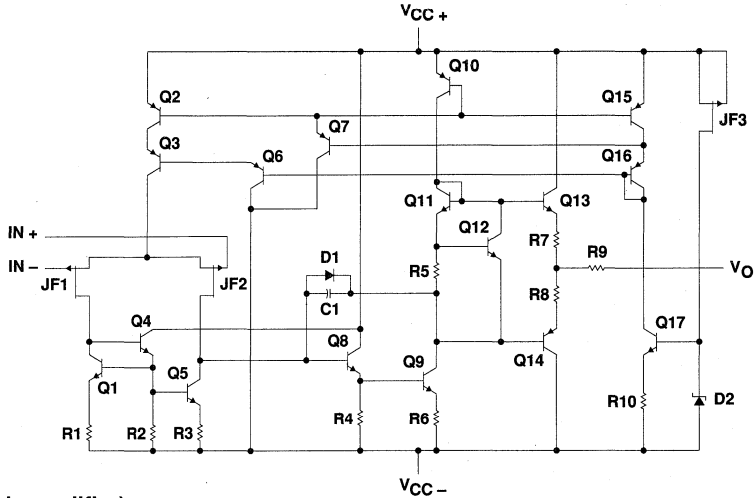 VCC +
Q10
Q2
Q15
JF3
Q7
Q3
Q6
Q16
Q11
Q13
Q12
IN +
R7
R9
IN –
D1
R5
VO
JF1
JF2
R8
C1
Q4
Q8
Q17
Q9
Q14
Q1
Q5
D2
R10
R4
R6
R1
R2
R3
VCC –